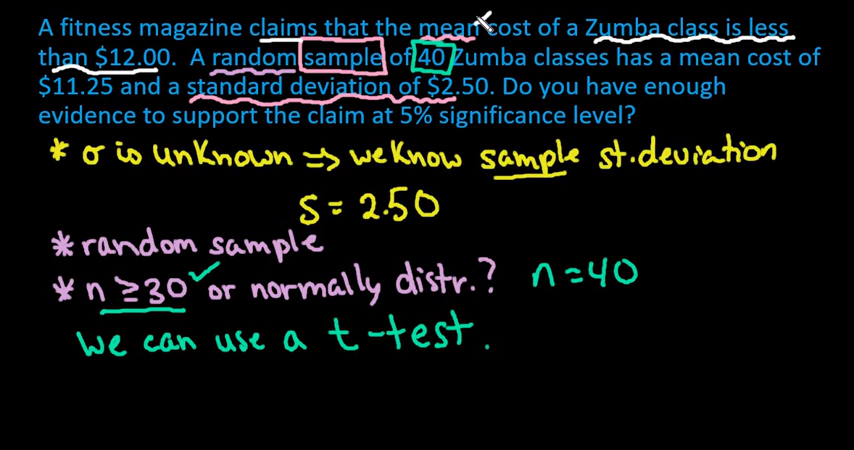 A fitness magazine claims that the mean cost of a Zumba class is less
than $12.00. A random sample of 40 Zumba classes has a mean cost of
$11.25 and a standard deviation of $2.50. Do you have enough
evidence to support the claim at 5% significance level?
* σ is unknown ⇒ we know sample st. deviation
s = 2.50
* random sample
* n ≥ 30 ✓ or normally distr.? n = 40
we can use a t-test.